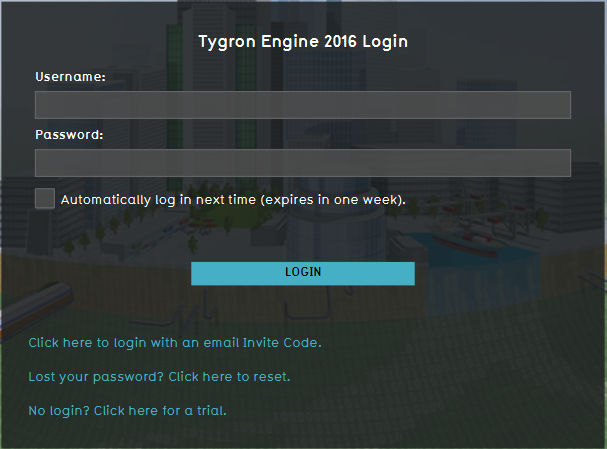 Tygron Engine 2016 Login
Username:
Password:
Automatically log in next time (expires in one week).
LOGIN
Click here to login with an email Invite Code.
Lost your password? Click here to reset.
No login? Click here for a trial.